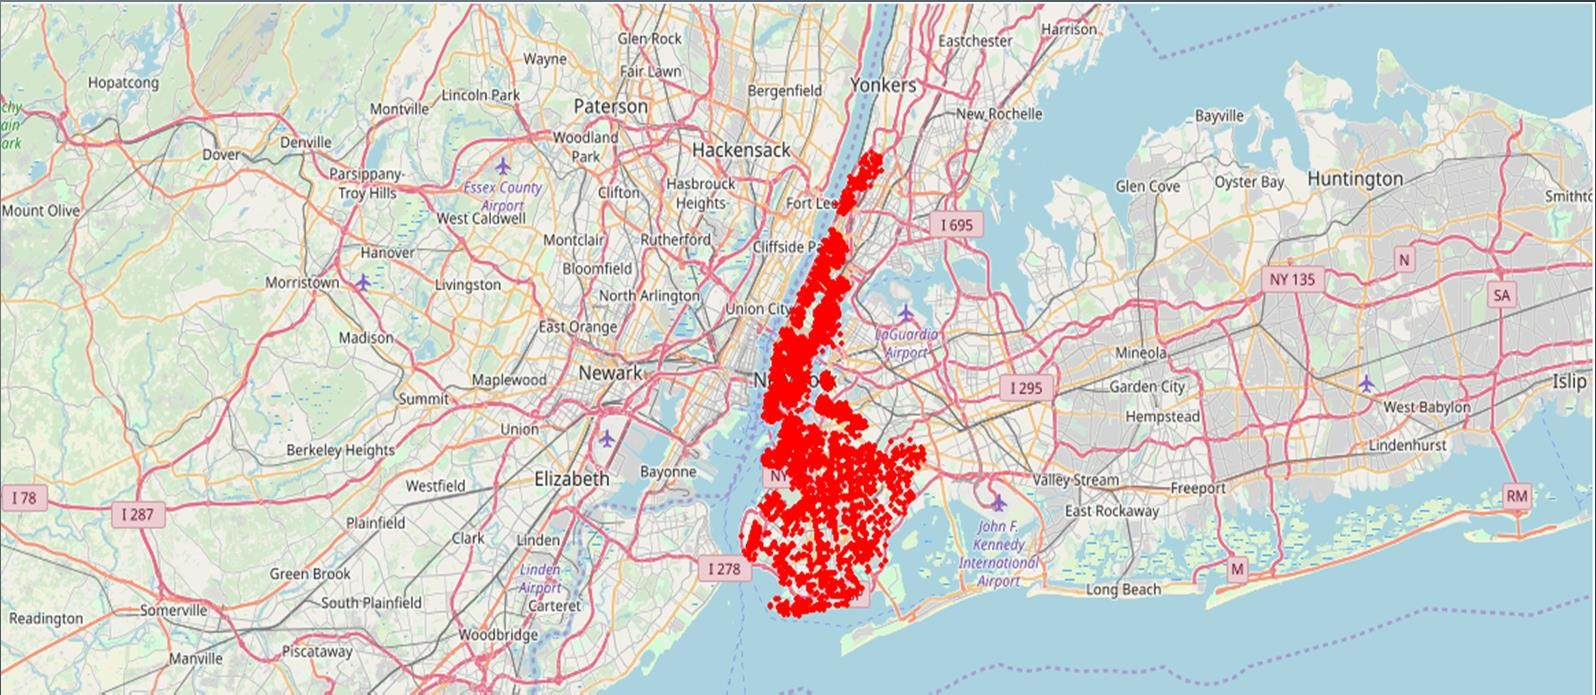 Harrison
Glen Rock
Eastchester
Wayne
Fair Lawn
Hopatcong
Yonkers
Bergenfield
Lincoln Park
Montville
Paterson
New Rochelle
Bayville
Woodland
Park
Denville
Dover
Hackensack
Parsippany-
Troy Hills
Essex County
Airport
Clifton
Hasbrouck
Heights
Fort Lee
Glen Cove
Oyster Bay
Huntington
Smithtc
Mount Olive
West Caldwell
I 695
Montclair
Rutherford
Cliffside Pa
Hanover
N
Bloomfield
Morristown
Livingston
North Arlington
NY 135
SA
Union City
East Orange
LaGuardia
Airport
Madison
Mineola
Newark
Maplewood
I 295
Garden City
Islip
Summit
West Babylon
Hempstead
Union
Lindenhurst
Berkeley Heights
Elizabeth
Bayonne
NY
Valley Stream
Freeport
Westfield
I 78
I 287
RM
East Rockaway
Plainfield
Clark
Linden
John F.
Kennedy
International
Airport
I 278
M
Linden
Airport
Green Brook
Long Beach
South Plainfield
Carteret
Somerville
Readington
Woodbridge
Piscataway
Manville